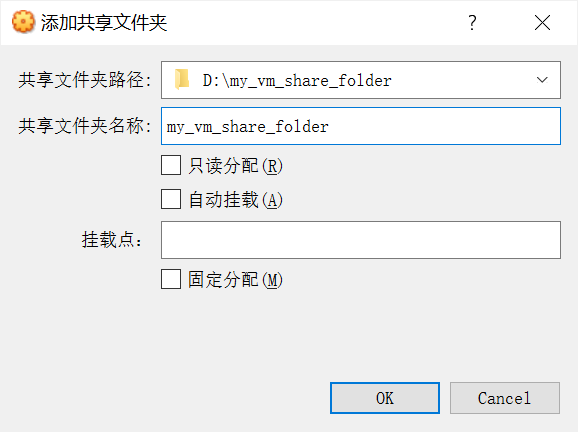 添加共享文件夹
?
共享文件夹路径: D:\my_vm_share_folder
共享文件夹名称: my_vm_share_folder
只读分配(R)
自动挂载(A)
挂载点:
固定分配(M)
OK Cancel